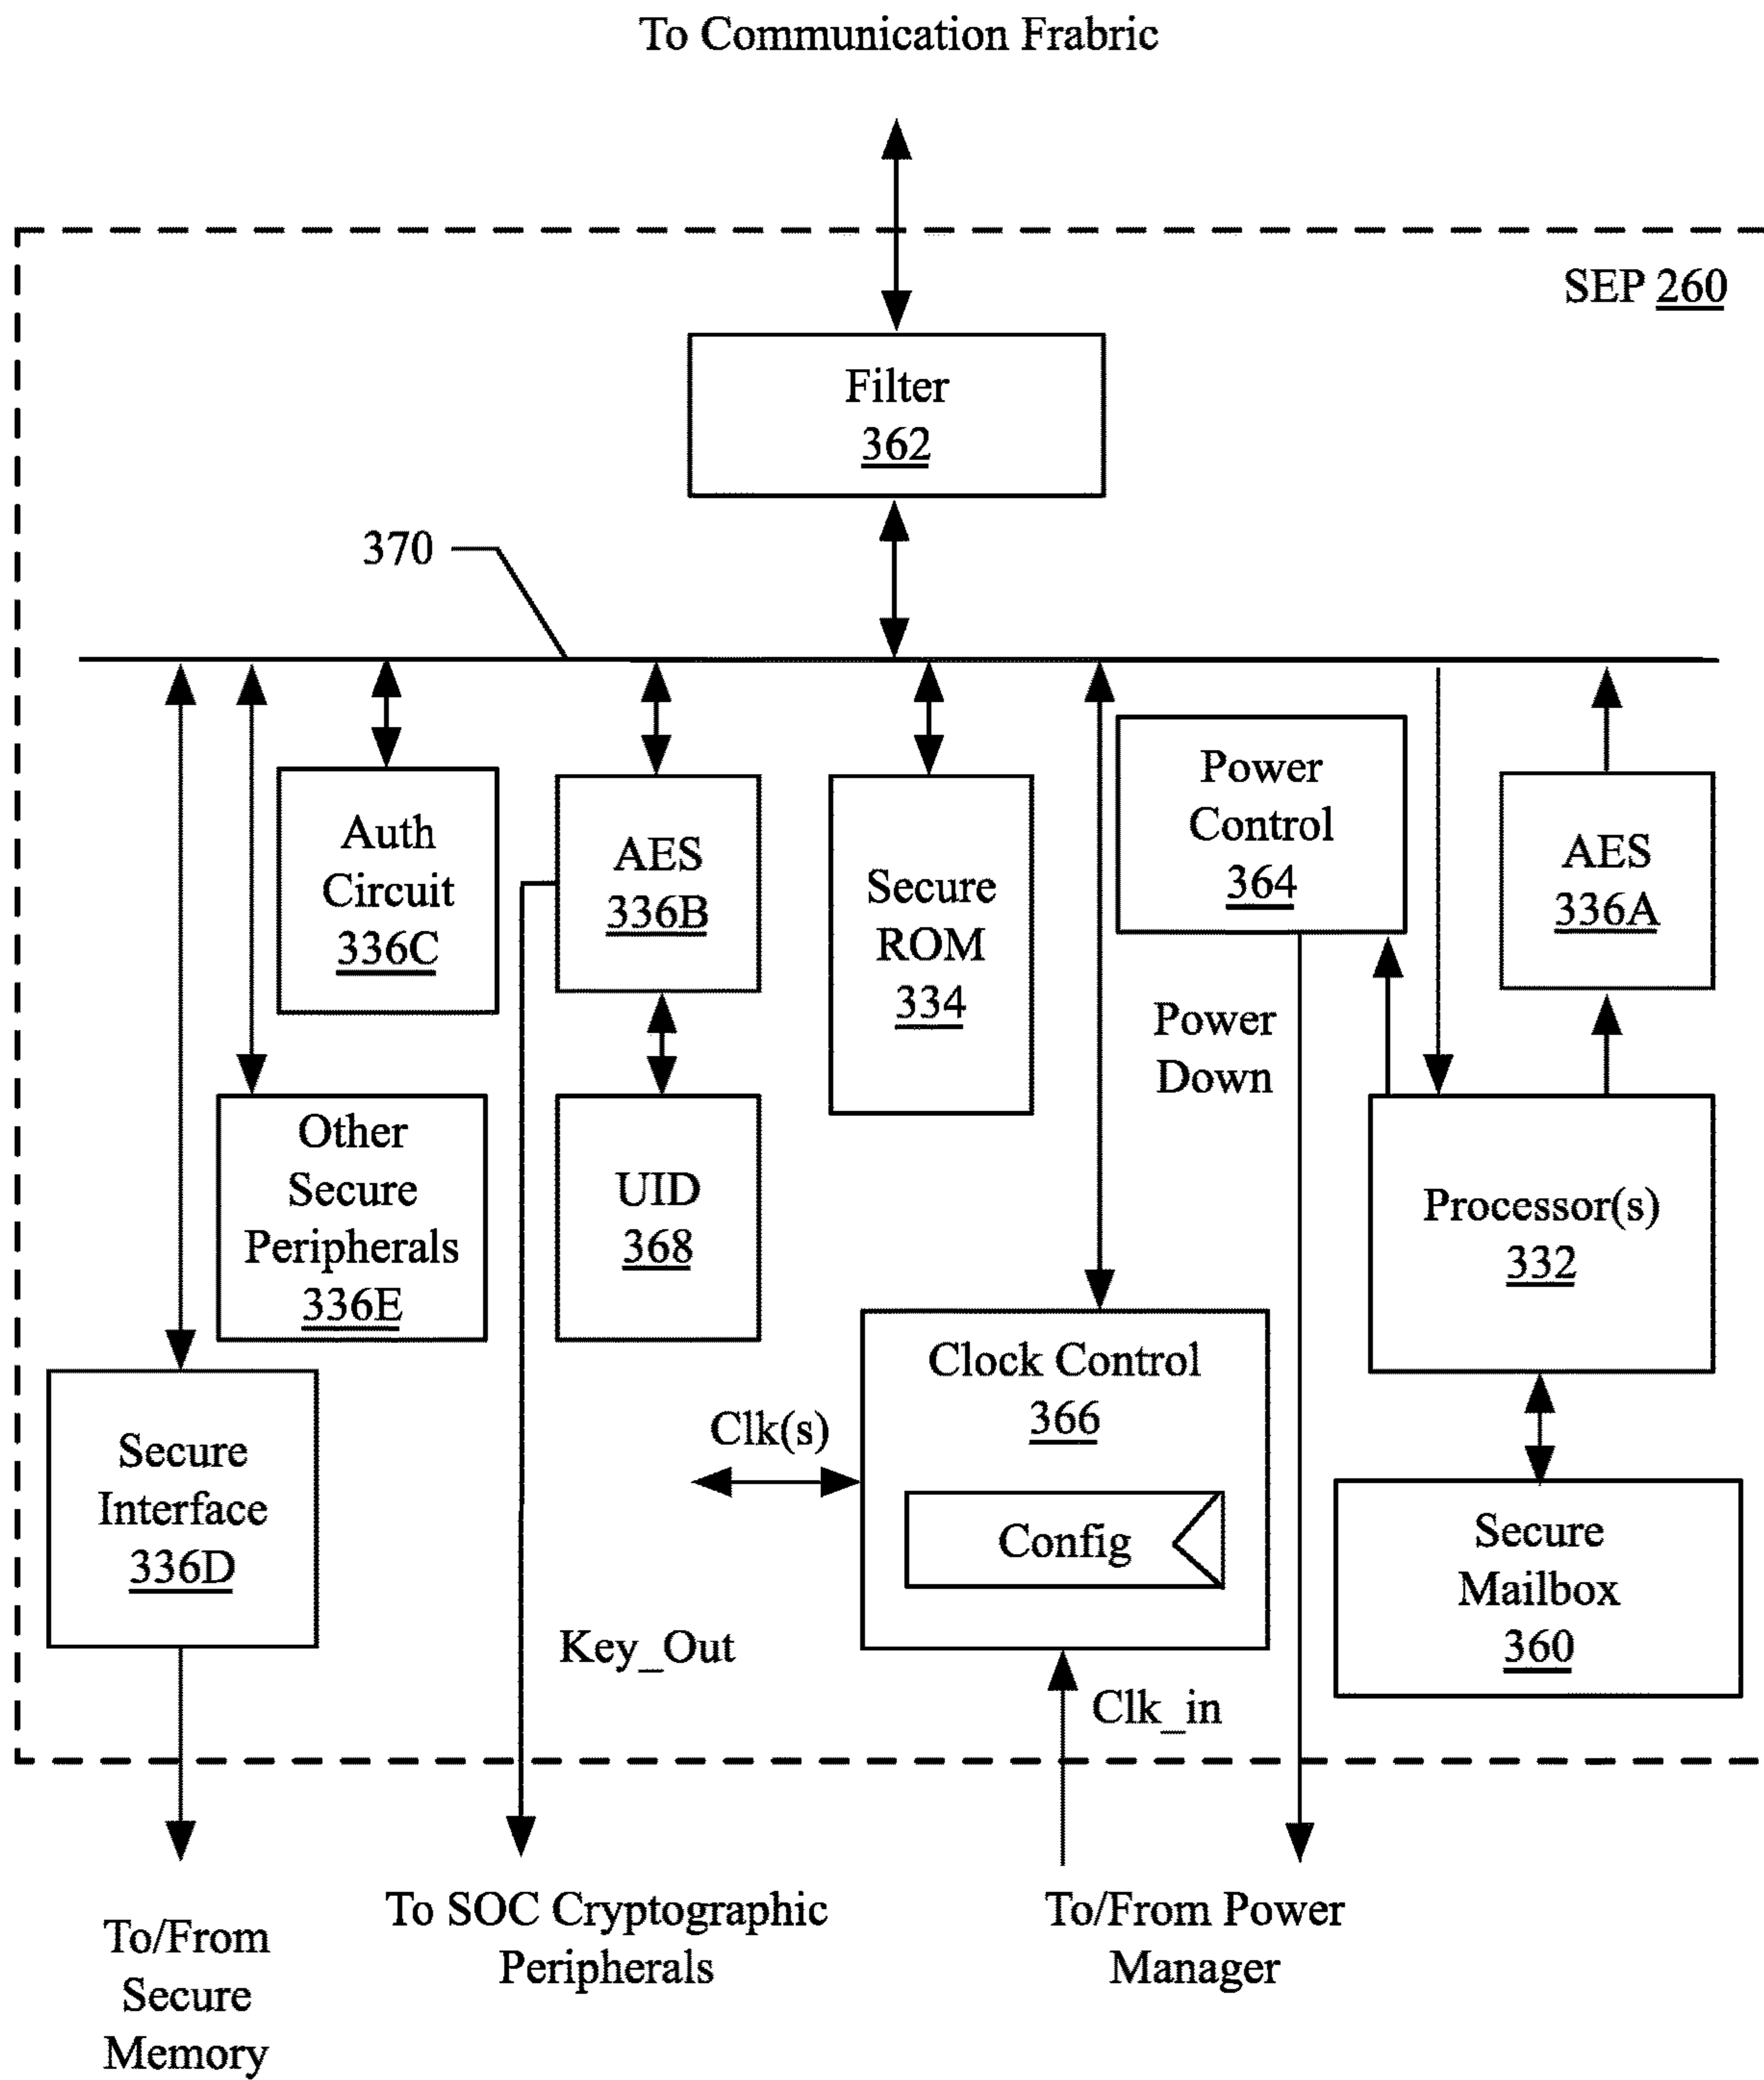 To Communication Frabric
SEP 260
Filter
362
370
Auth
Circuit
336C
AES
336B
Secure
ROM
334
Power
Control
364
AES
336A
Power
Down
Other
Secure
Peripherals
336E
UID
368
Processor(s)
332
Secure
Interface
336D
Clk(s)
Clock Control
366
Config
Secure
Mailbox
360
Key_Out
Clk_in
To/From
Secure
Memory
To SOC Cryptographic
Peripherals
To/From Power
Manager